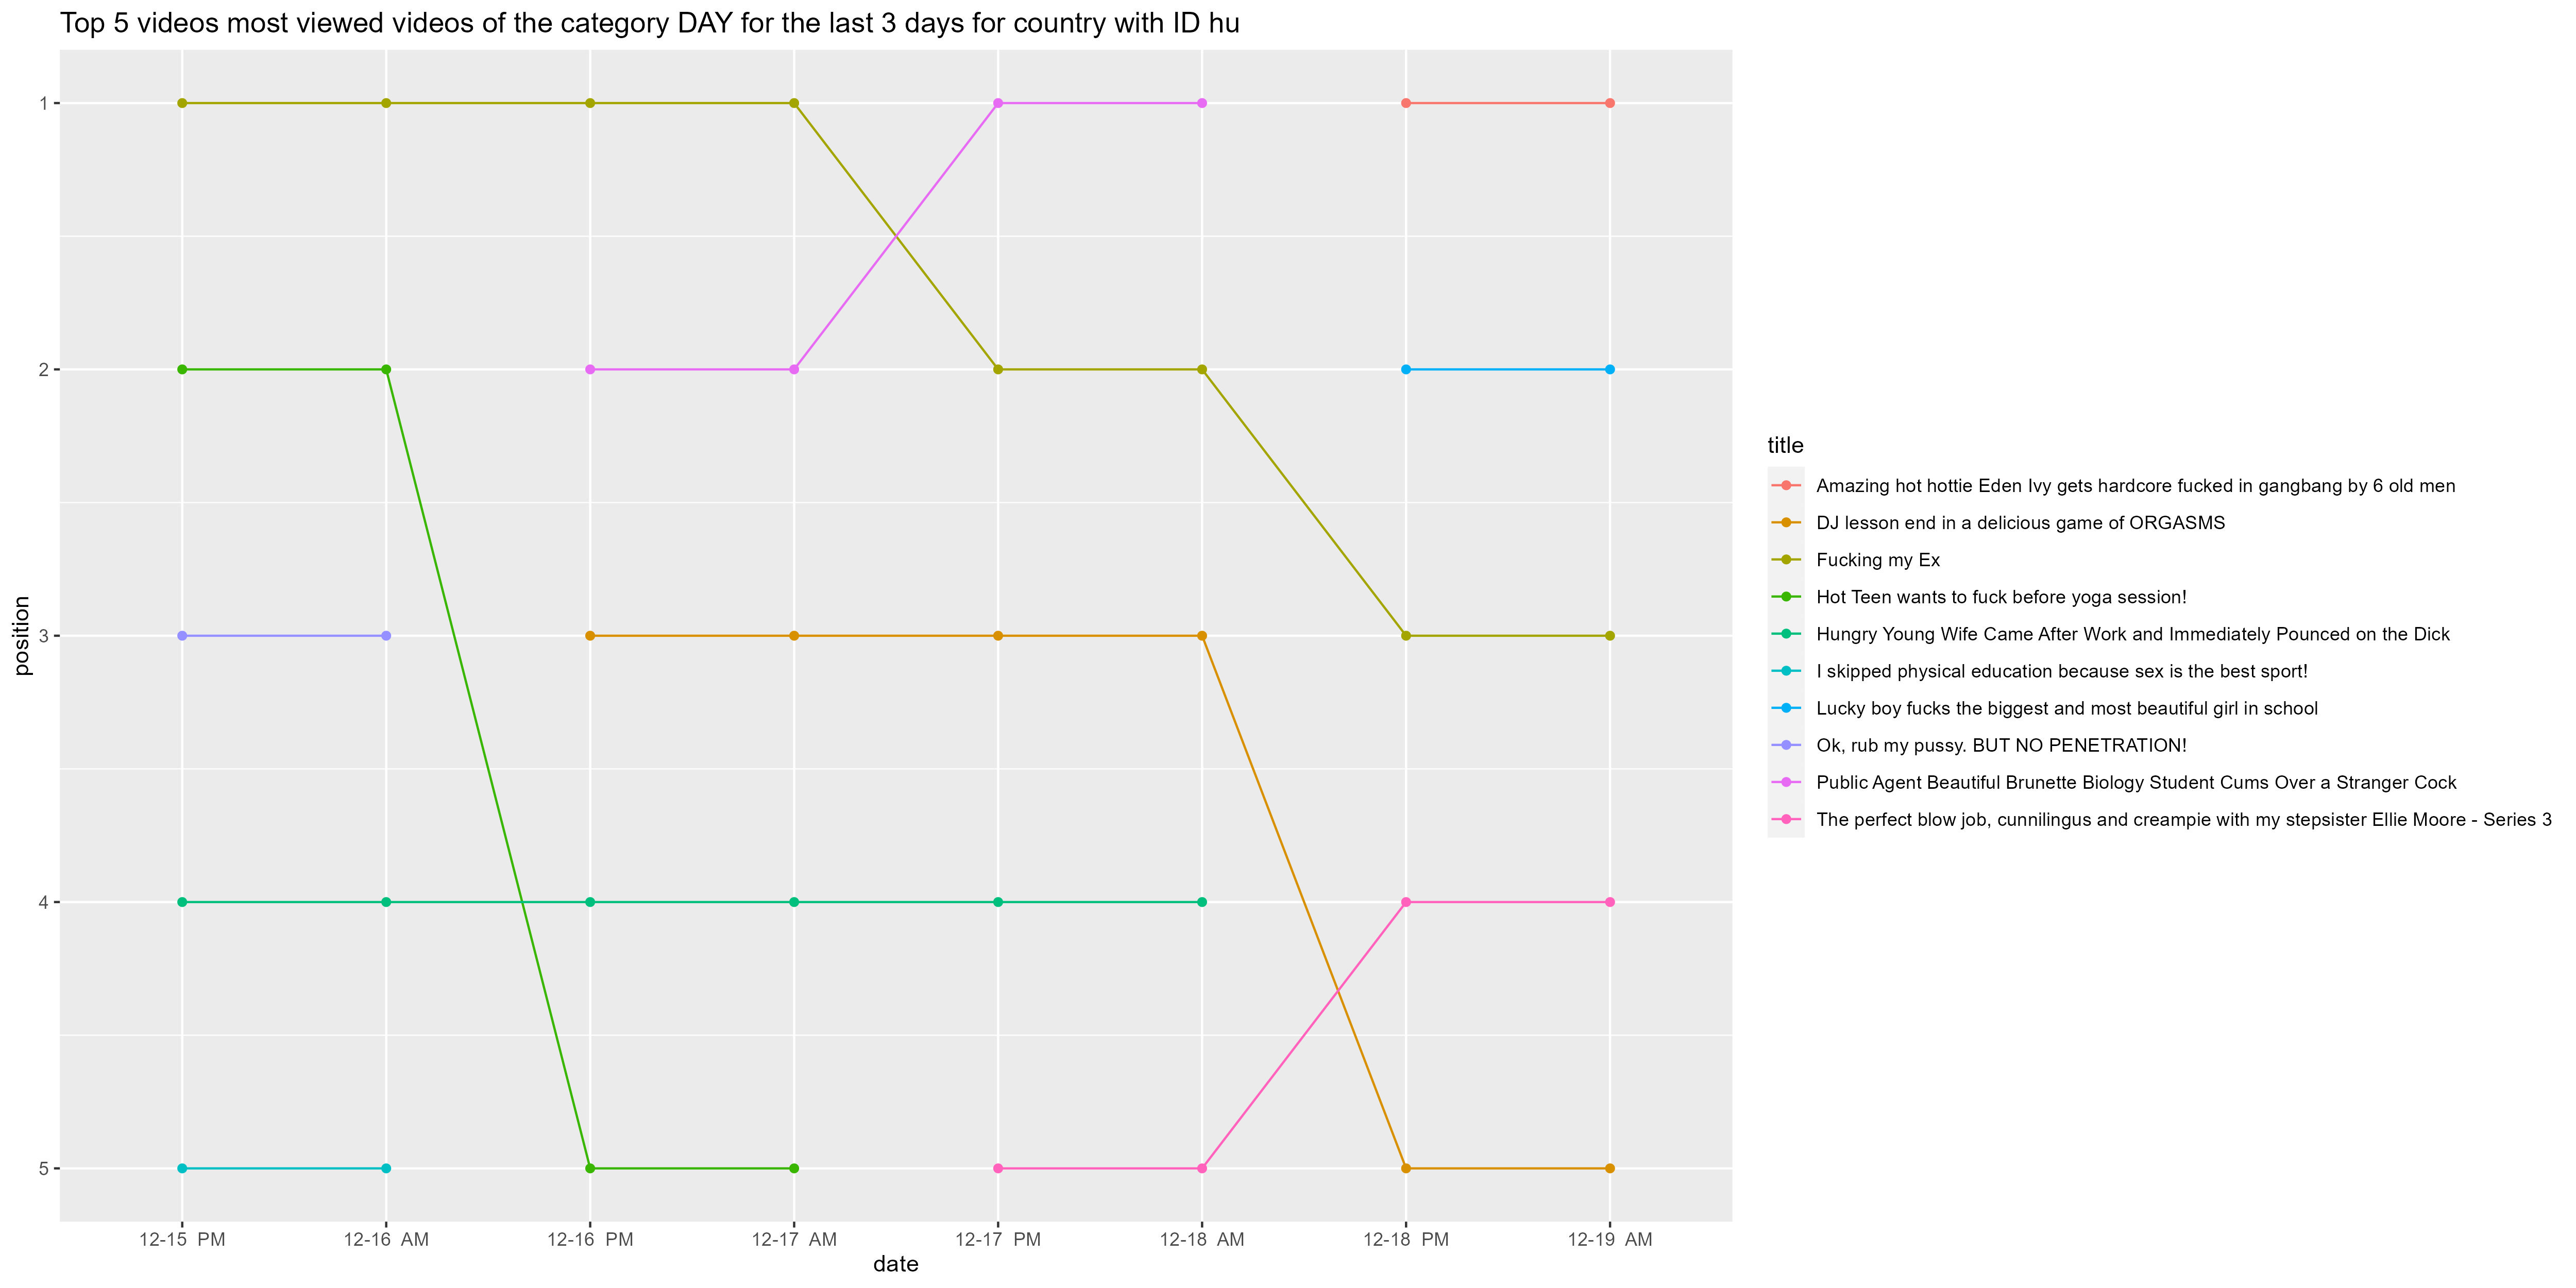 Top 5 videos most viewed videos of the category DAY for the last 3 days for country with ID hu
1
2
3
4
5
position
12-15 PM
12-16 AM
12-16 PM
12-17 AM
12-17 PM
12-18 AM
12-18 PM
12-19 AM
date
title
Amazing hot hottie Eden Ivy gets hardcore fucked in gangbang by 6 old men
DJ lesson end in a delicious game of ORGASMS
Fucking my Ex
Hot Teen wants to fuck before yoga session!
Hungry Young Wife Came After Work and Immediately Pounced on the Dick
I skipped physical education because sex is the best sport!
Lucky boy fucks the biggest and most beautiful girl in school
Ok, rub my pussy. BUT NO PENETRATION!
Public Agent Beautiful Brunette Biology Student Cums Over a Stranger Cock
The perfect blow job, cunnilingus and creampie with my stepsister Ellie Moore - Series 3